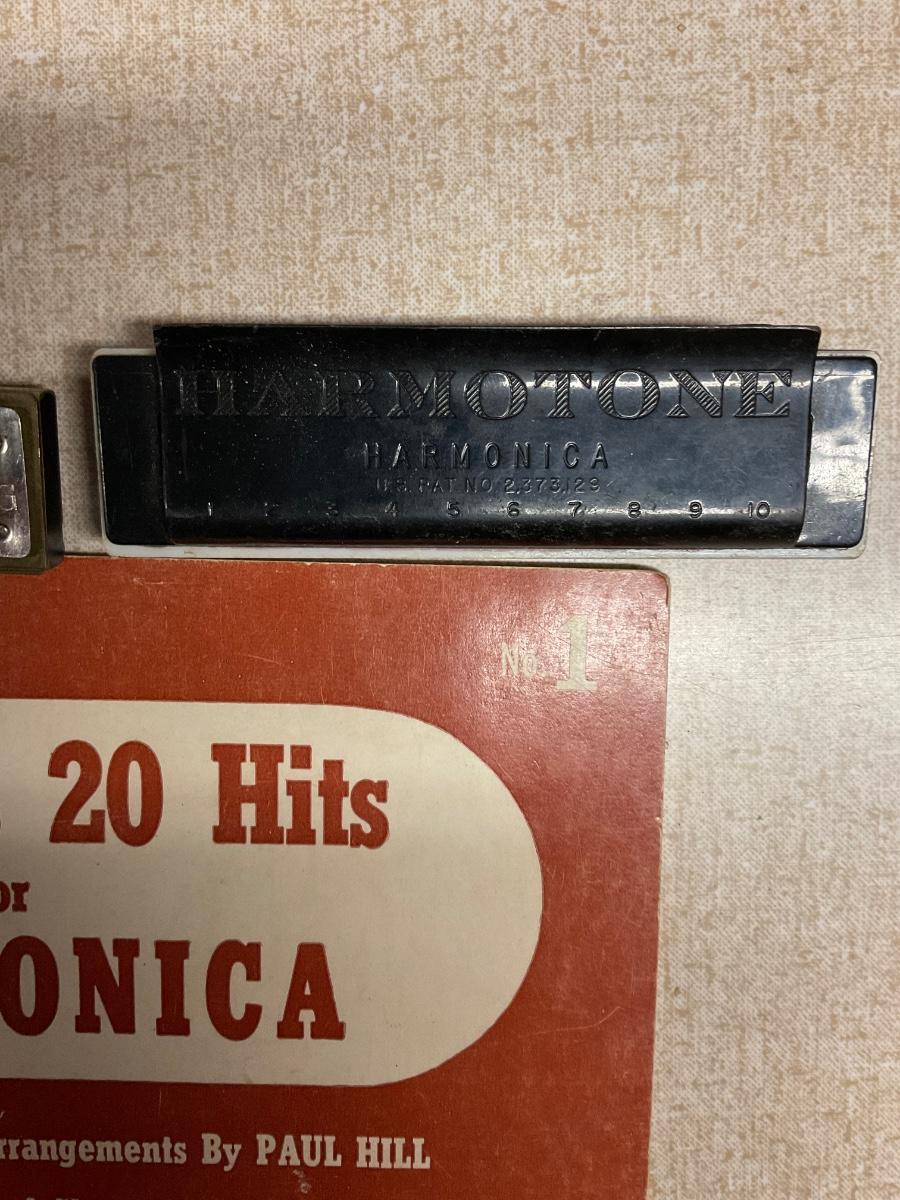 HARMOTONE
HARMONICA
U.S. PAT NO 2,373,129
1 2 3 4 5 6 7 8 9 10
No. 1
20 Hits
or
ONICA
rrangements By PAUL HILL